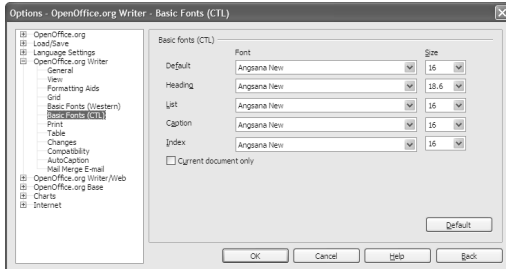 Options - OpenOffice.org Writer - Basic Fonts (CTL)
OpenOffice.org
Load/Save
Language Settings
OpenOffice.org Writer
General
View
Formatting Aids
Grid
Basic Fonts (Western)
Basic Fonts (CTL)
Print
Table
Changes
Compatibility
AutoCaption
Mail Merge E-mail
OpenOffice.org Writer/Web
OpenOffice.org Base
Charts
Internet
Basic fonts (CTL)
Font Size
Default Angsana New 16
Heading Angsana New 18.6
List Angsana New 16
Caption Angsana New 16
Index Angsana New 16
Current document only
Default
OK Cancel Help Back